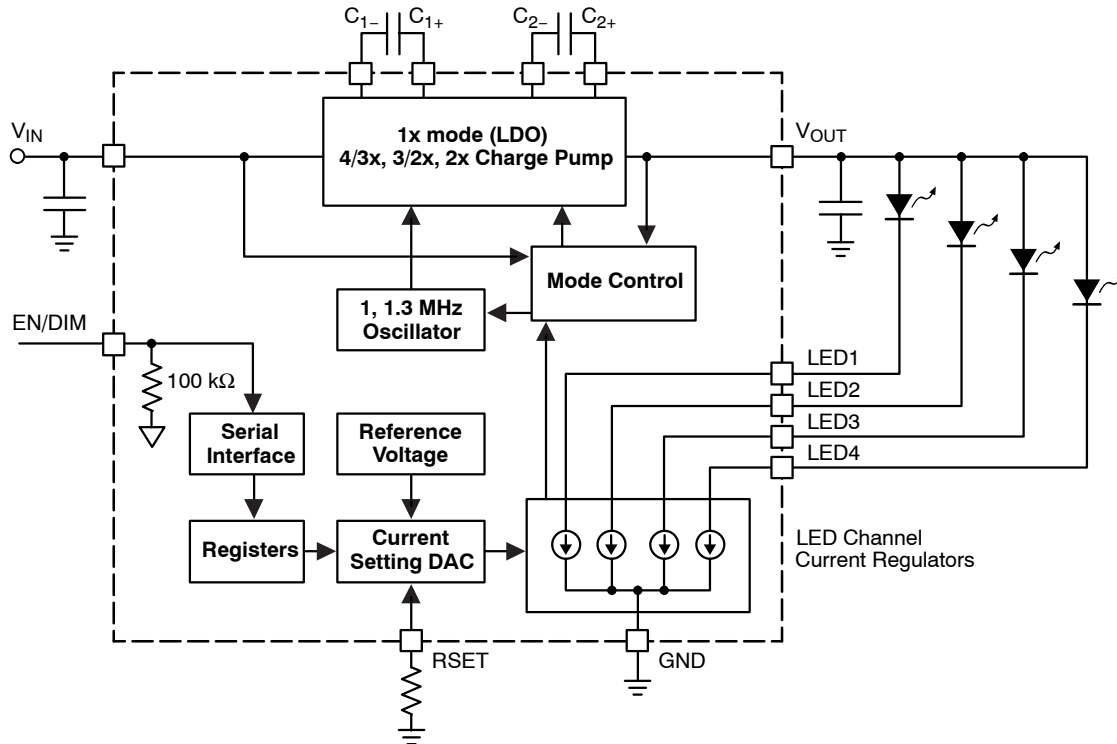 C1− C1+ C2− C2+
VIN
1x mode (LDO)
4/3x, 3/2x, 2x Charge Pump
VOUT
Mode Control
1, 1.3 MHz
Oscillator
EN/DIM
100 kΩ
LED1
LED2
LED3
LED4
Serial
Interface
Reference
Voltage
Registers
Current
Setting DAC
LED Channel
Current Regulators
RSET
GND